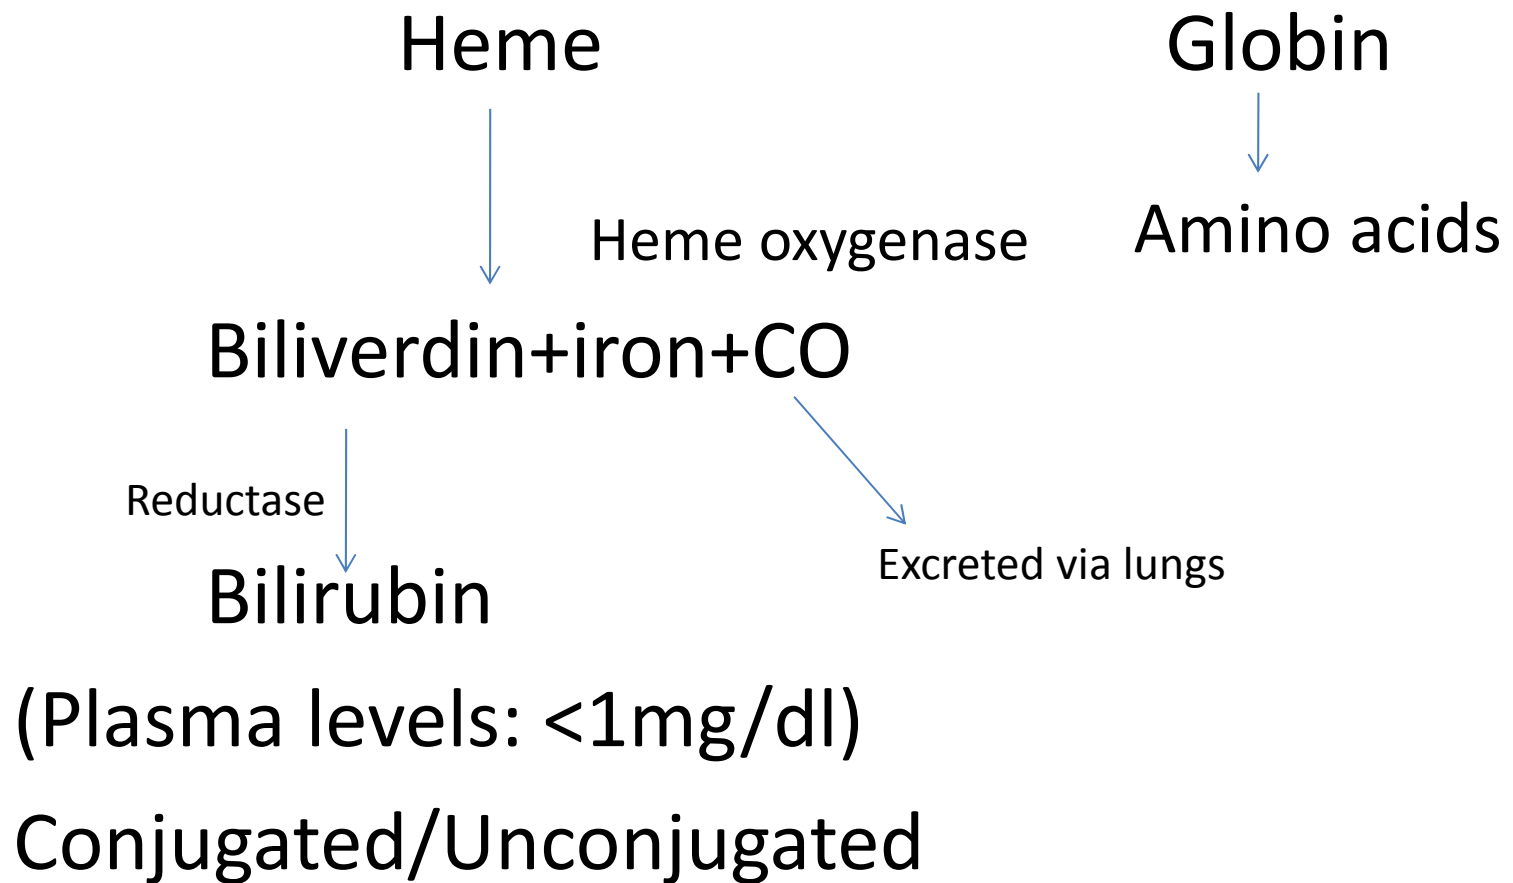 Heme
Globin
Amino acids
Heme oxygenase
Biliverdin+iron+CO
Reductase
Excreted via lungs
Bilirubin
(Plasma levels: <1mg/dl)
Conjugated/Unconjugated